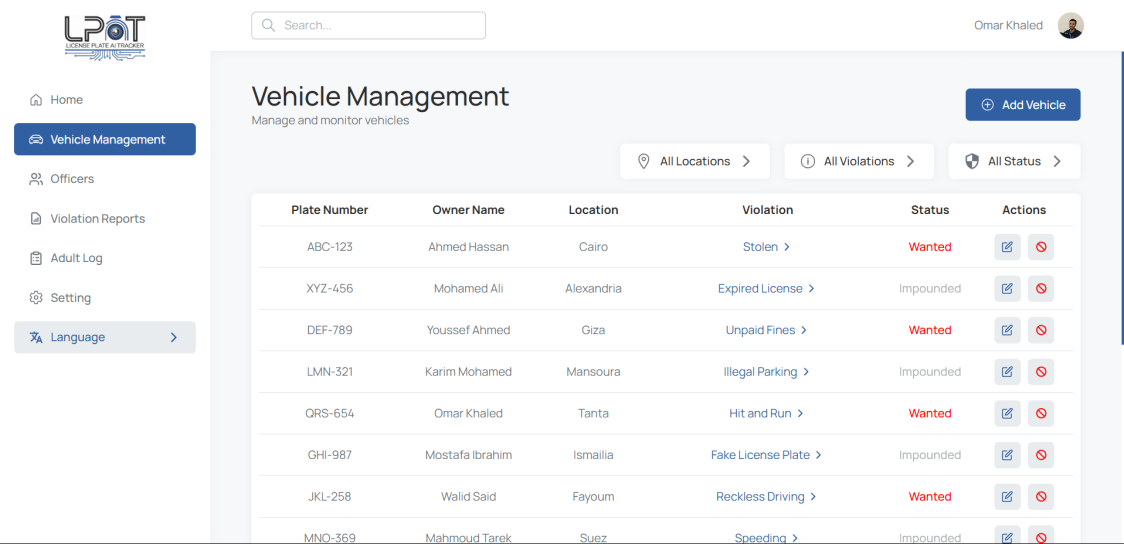 LPAT
LICENSE PLATE AI TRACKER
Search...
Omar Khaled
Home
Vehicle Management
Officers
Violation Reports
Adult Log
Setting
Language
Vehicle Management
Manage and monitor vehicles
Add Vehicle
All Locations
All Violations
All Status
Plate Number Owner Name Location Violation Status Actions
ABC-123 Ahmed Hassan Cairo Stolen Wanted
XYZ-456 Mohamed Ali Alexandria Expired License Impounded
DEF-789 Youssef Ahmed Giza Unpaid Fines Wanted
LMN-321 Karim Mohamed Mansoura Illegal Parking Impounded
QRS-654 Omar Khaled Tanta Hit and Run Wanted
GHI-987 Mostafa Ibrahim Ismailia Fake License Plate Impounded
JKL-258 Walid Said Fayoum Reckless Driving Wanted
MNO-369 Mahmoud Tarek Suez Speeding Impounded